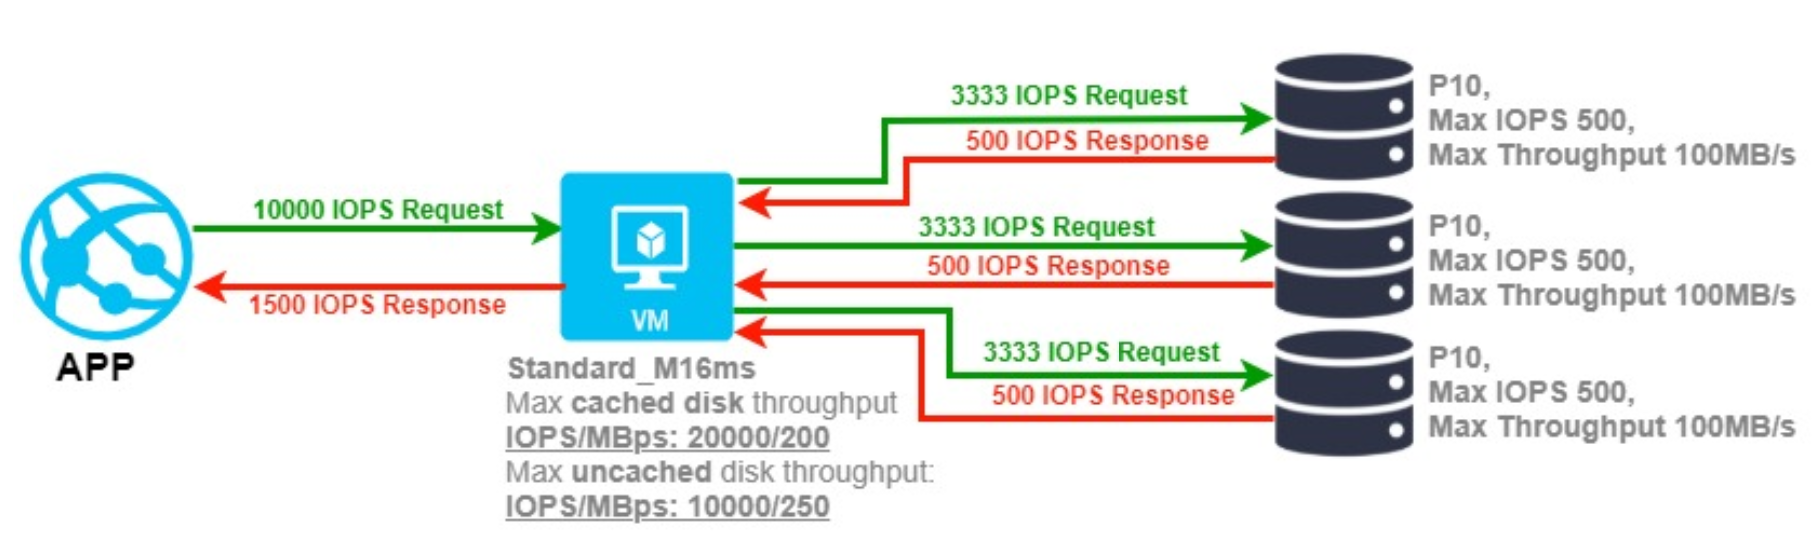 3333 IOPS Request
500 IOPS Response
P10,
Max IOPS 500,
Max Throughput 100MB/s
10000 IOPS Request
1500 IOPS Response
APP
VM
3333 IOPS Request
500 IOPS Response
P10,
Max IOPS 500,
Max Throughput 100MB/s
3333 IOPS Request
500 IOPS Response
P10,
Max IOPS 500,
Max Throughput 100MB/s
Standard_M16ms
Max cached disk throughput
IOPS/MBps: 20000/200
Max uncached disk throughput:
IOPS/MBps: 10000/250